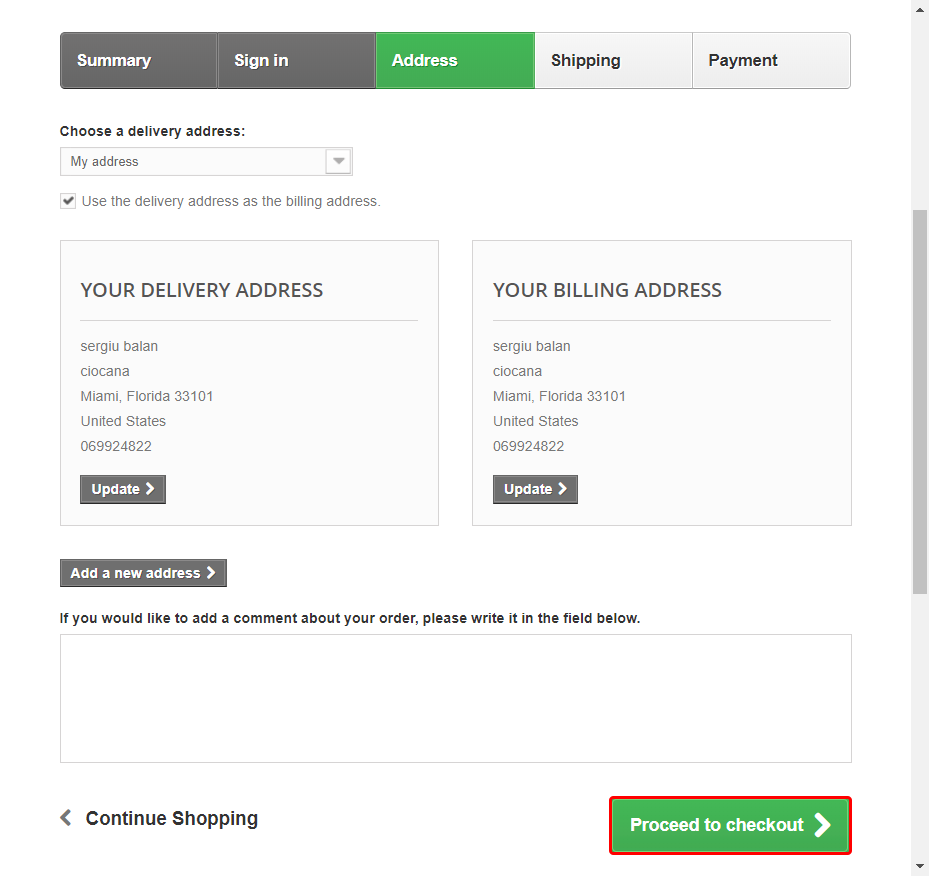 Summary Sign in Address Shipping Payment
Choose a delivery address:
My address
Use the delivery address as the billing address.
YOUR DELIVERY ADDRESS
sergiu balan
ciocana
Miami, Florida 33101
United States
069924822
Update
YOUR BILLING ADDRESS
sergiu balan
ciocana
Miami, Florida 33101
United States
069924822
Update
Add a new address
If you would like to add a comment about your order, please write it in the field below.
Continue Shopping
Proceed to checkout